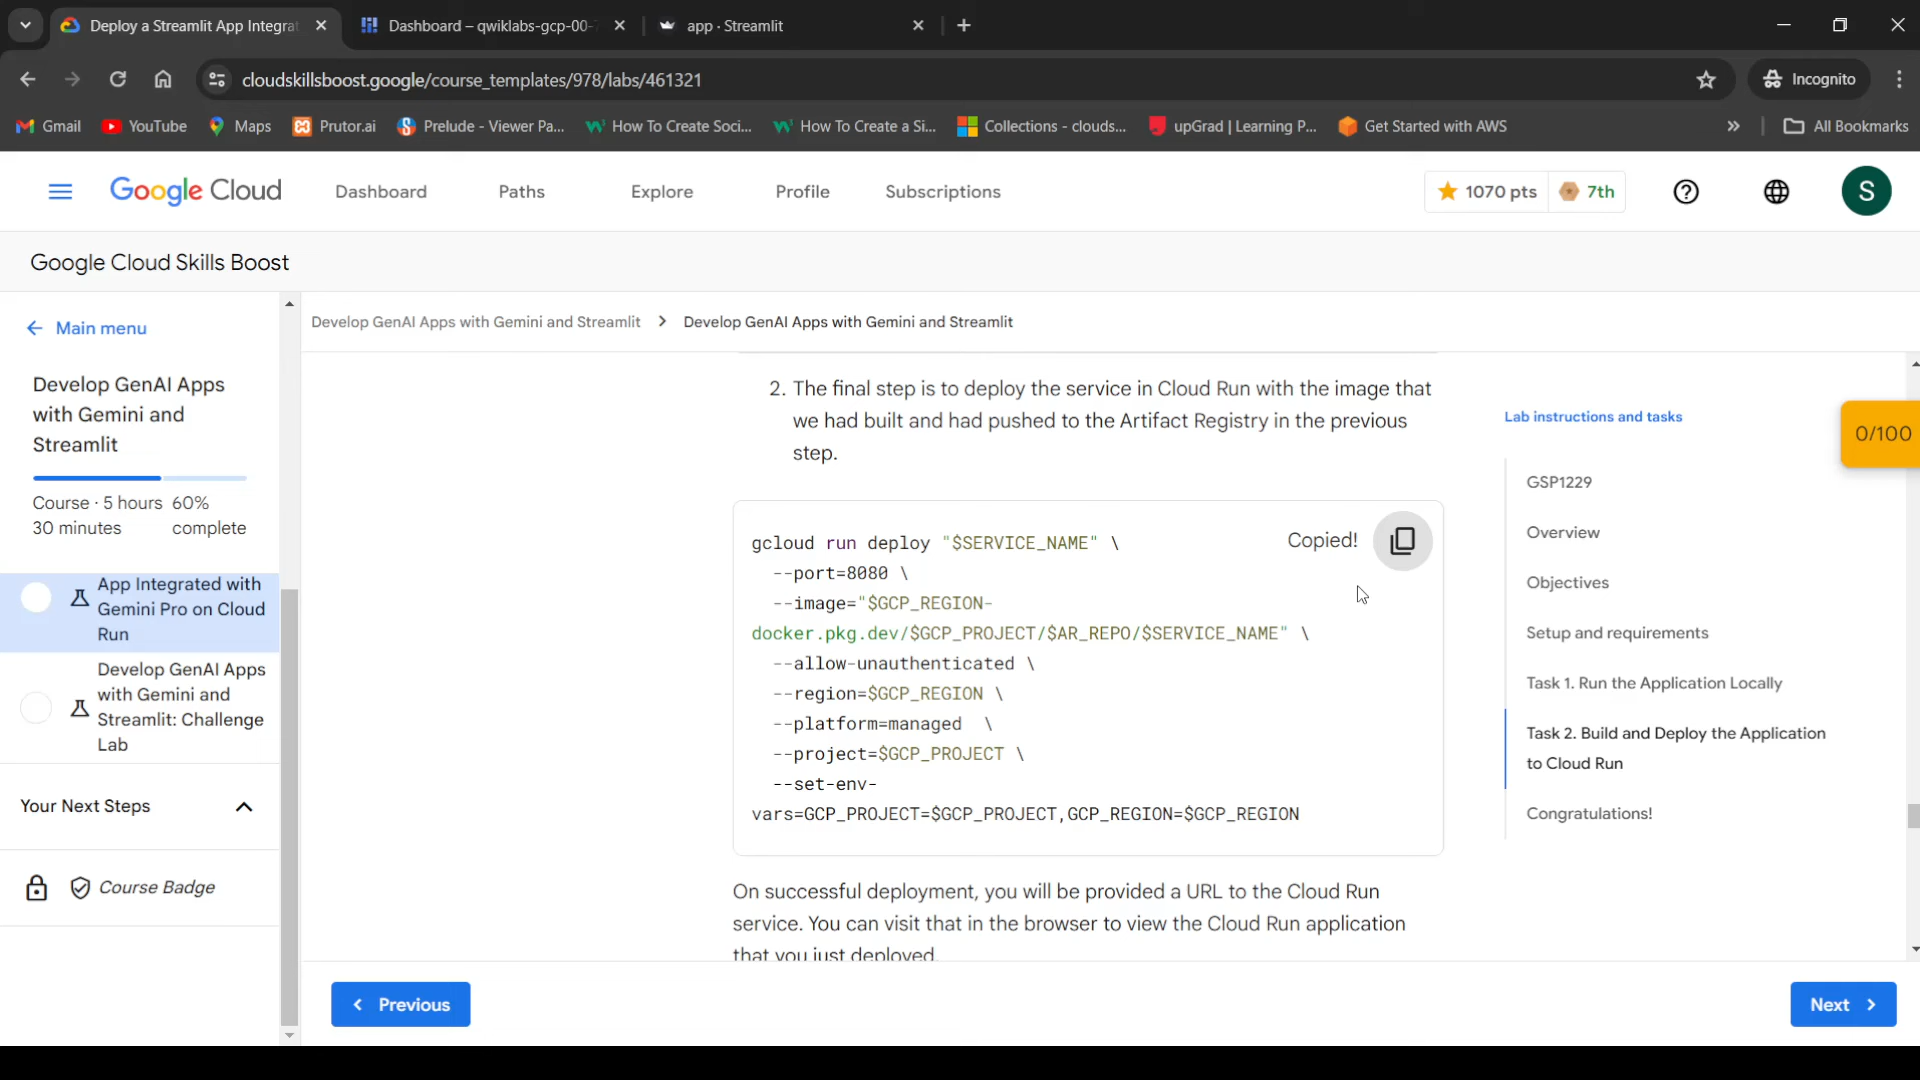 Deploy a Streamlit App Integrat
Dashboard – qwiklabs-gcp-00-
app · Streamlit
cloudskillsboost.google/course_templates/978/labs/461321
Incognito
Gmail
YouTube
Maps
Prutor.ai
Prelude - Viewer Pa...
How To Create Soci...
How To Create a Si...
Collections - clouds...
upGrad | Learning P...
Get Started with AWS
»
All Bookmarks
Google Cloud
Dashboard
Paths
Explore
Profile
Subscriptions
1070 pts
7th
S
Google Cloud Skills Boost
Main menu
Develop GenAI Apps
with Gemini and
Streamlit
Course · 5 hours
30 minutes
60%
complete
App Integrated with
Gemini Pro on Cloud
Run
Develop GenAI Apps
with Gemini and
Streamlit: Challenge
Lab
Your Next Steps
Course Badge
Develop GenAI Apps with Gemini and Streamlit
Develop GenAI Apps with Gemini and Streamlit
2. The final step is to deploy the service in Cloud Run with the image that
we had built and had pushed to the Artifact Registry in the previous
step.
Copied!
gcloud run deploy "$SERVICE_NAME" \
--port=8080 \
--image="$GCP_REGION-
docker.pkg.dev/$GCP_PROJECT/$AR_REPO/$SERVICE_NAME" \
--allow-unauthenticated \
--region=$GCP_REGION \
--platform=managed \
--project=$GCP_PROJECT \
--set-env-
vars=GCP_PROJECT=$GCP_PROJECT,GCP_REGION=$GCP_REGION
On successful deployment, you will be provided a URL to the Cloud Run
service. You can visit that in the browser to view the Cloud Run application
that you just deployed.
Lab instructions and tasks
GSP1229
Overview
Objectives
Setup and requirements
Task 1. Run the Application Locally
Task 2. Build and Deploy the Application
to Cloud Run
Congratulations!
0/100
Previous
Next